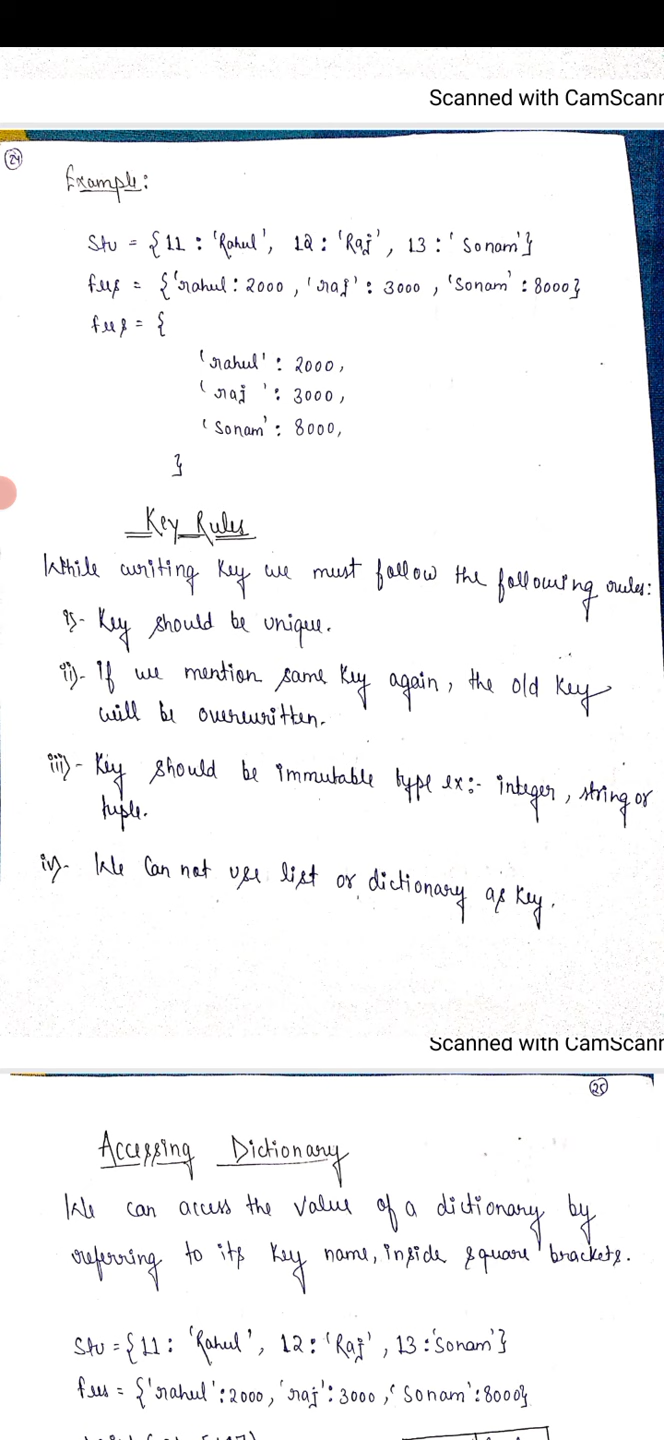 Scanned with CamScanr
24
Example:
Stu = {11 : 'Rahul', 12 : 'Raj', 13 : 'Sonam'}
fees = {'rahul : 2000, 'raj' : 3000, 'Sonam' : 8000}
fees = {
'rahul' : 2000,
'raj ' : 3000,
'Sonam' : 8000,
}
Key Rules
While writing Key we must follow the following rules:
i)- Key should be unique.
ii)- If we mention same Key again, the old Key
will be overwritten.
iii)- Key should be immutable type ex:- integer, string or
tuple.
iv)- We Can not use list or dictionary as Key.
Scanned with CamScanr
25
Accessing Dictionary
We can access the value of a dictionary by
referring to its Key name, inside square brackets.
Stu = {11 : 'Rahul', 12 : 'Raj', 13 : 'Sonam'}
fees = {'rahul' : 2000, 'raj' : 3000, 'Sonam' : 8000}